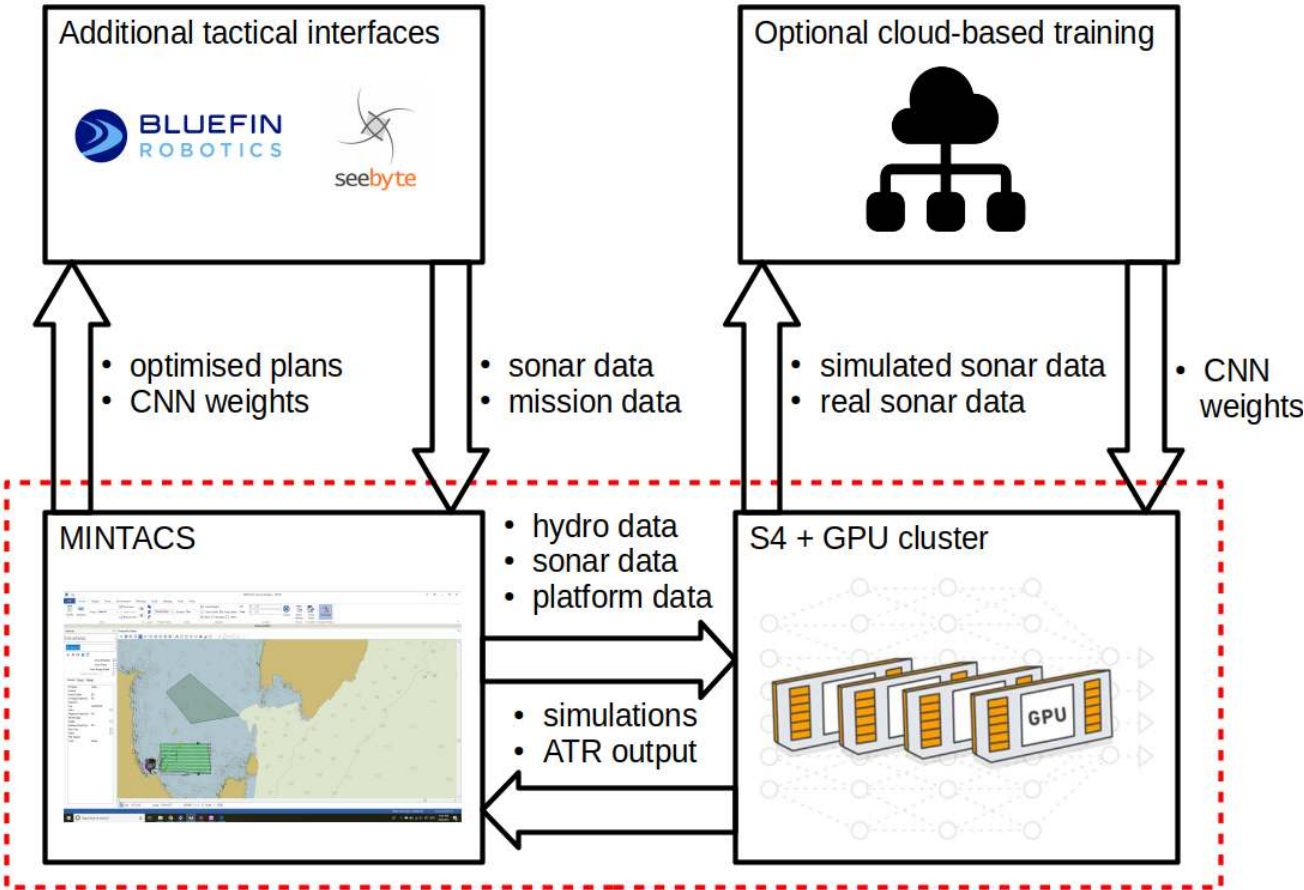 Additional tactical interfaces
BLUEFIN
ROBOTICS
seebyte
Optional cloud-based training
• optimised plans
• CNN weights
• sonar data
• mission data
• simulated sonar data
• real sonar data
• CNN
weights
MINTACS
• hydro data
• sonar data
• platform data
• simulations
• ATR output
S4 + GPU cluster
GPU